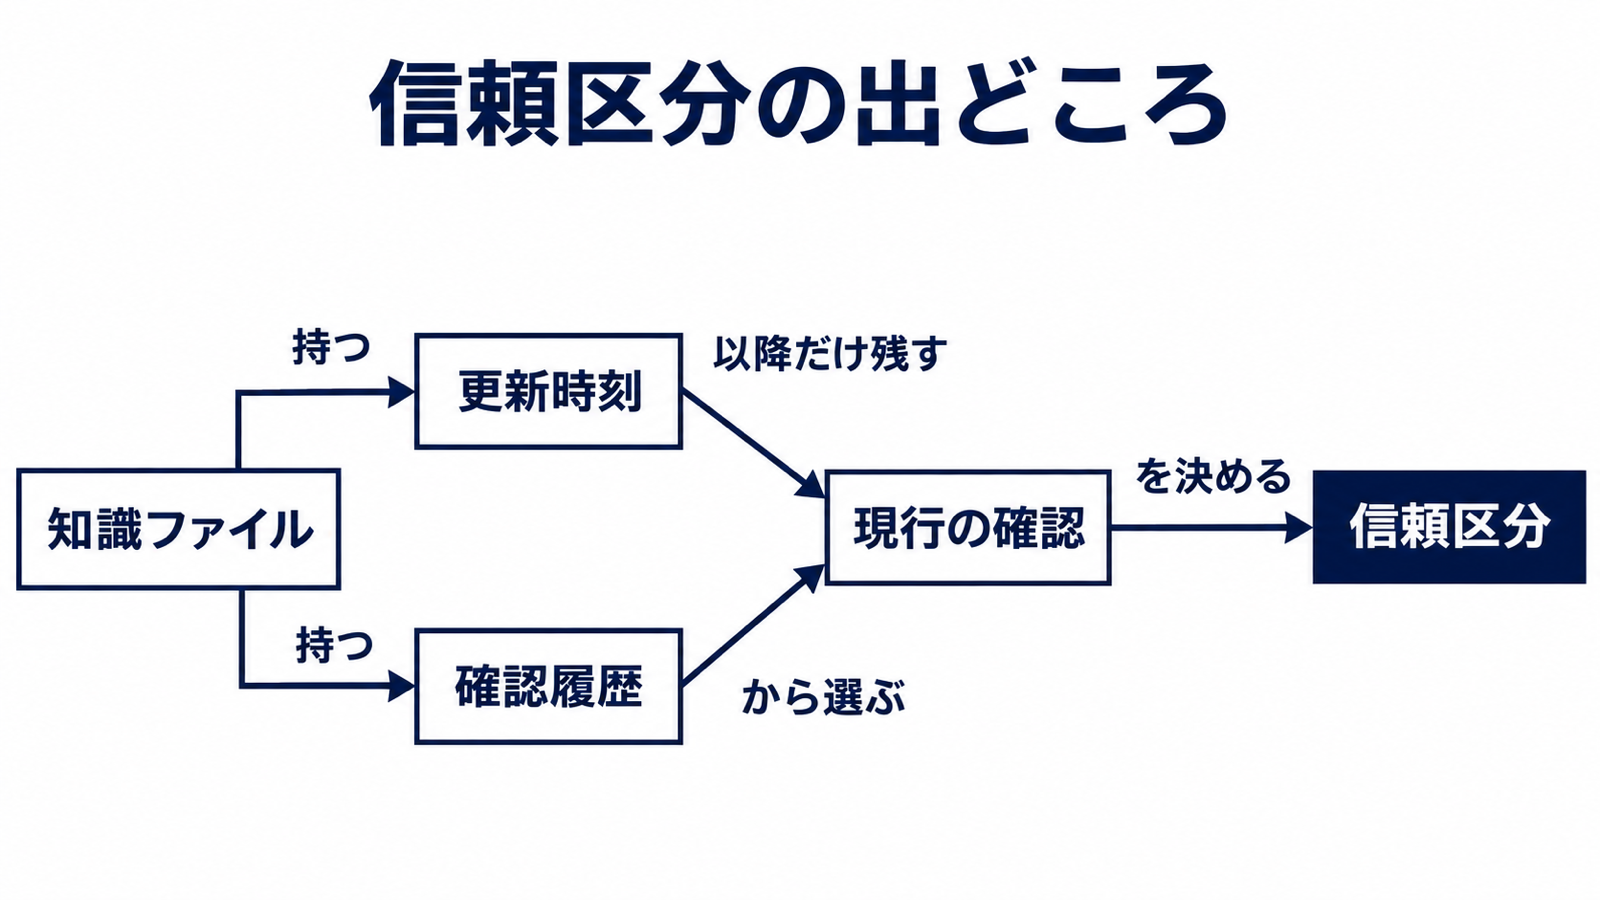 信頼区分の出どころ
持つ
更新時刻
以降だけ残す
知識ファイル
現行の確認
を決める
信頼区分
持つ
確認履歴
から選ぶ